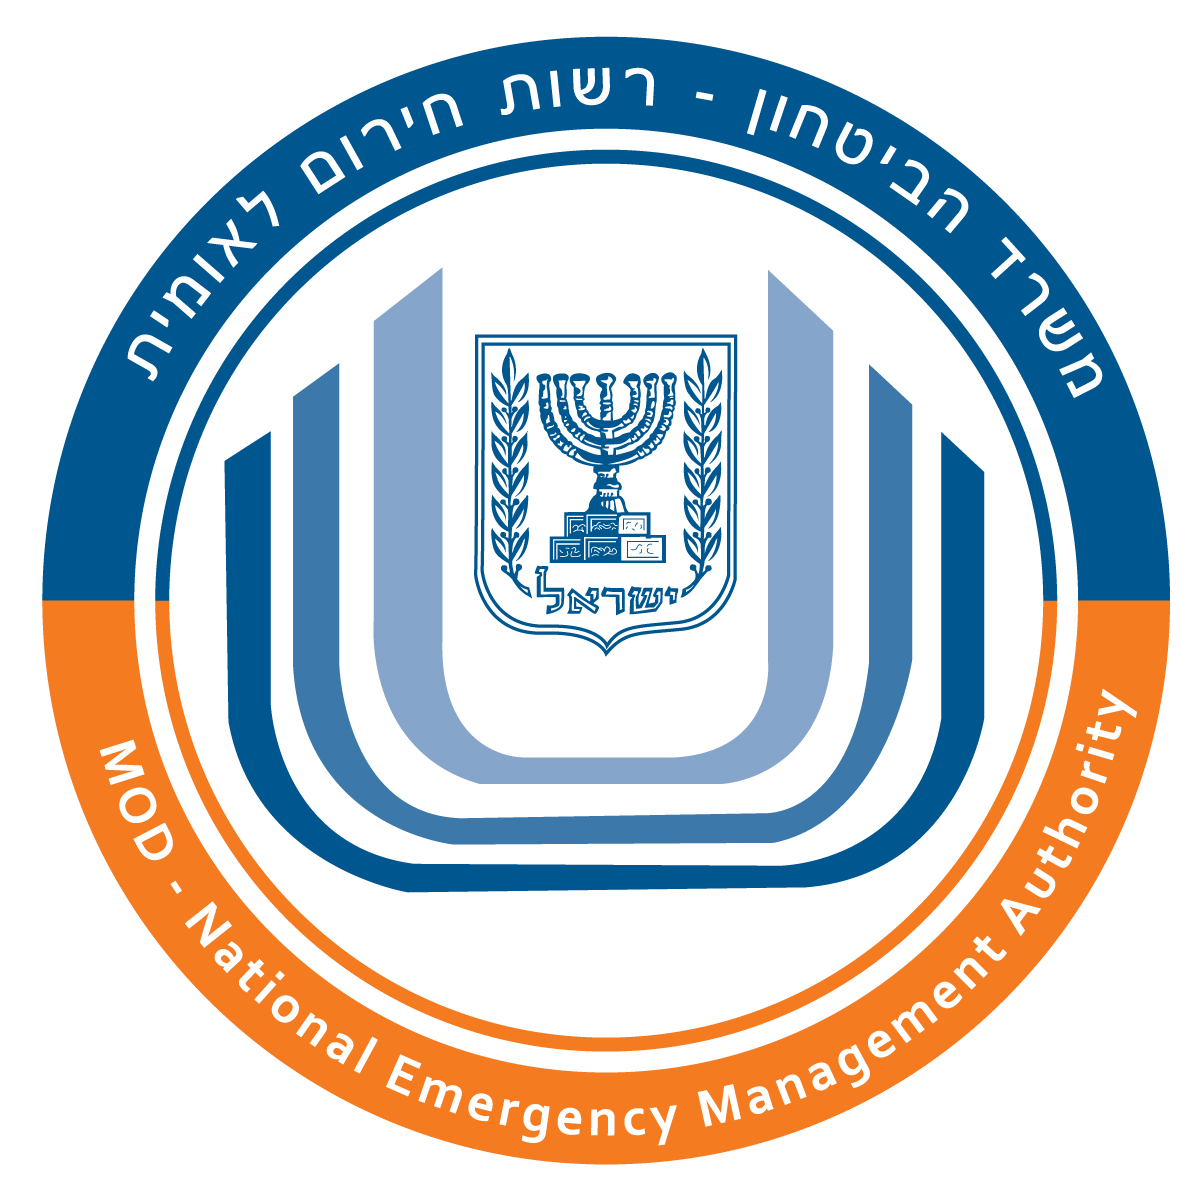 משרד הביטחון - רשות חירום לאומית
ישראל
MOD - National Emergency Management Authority